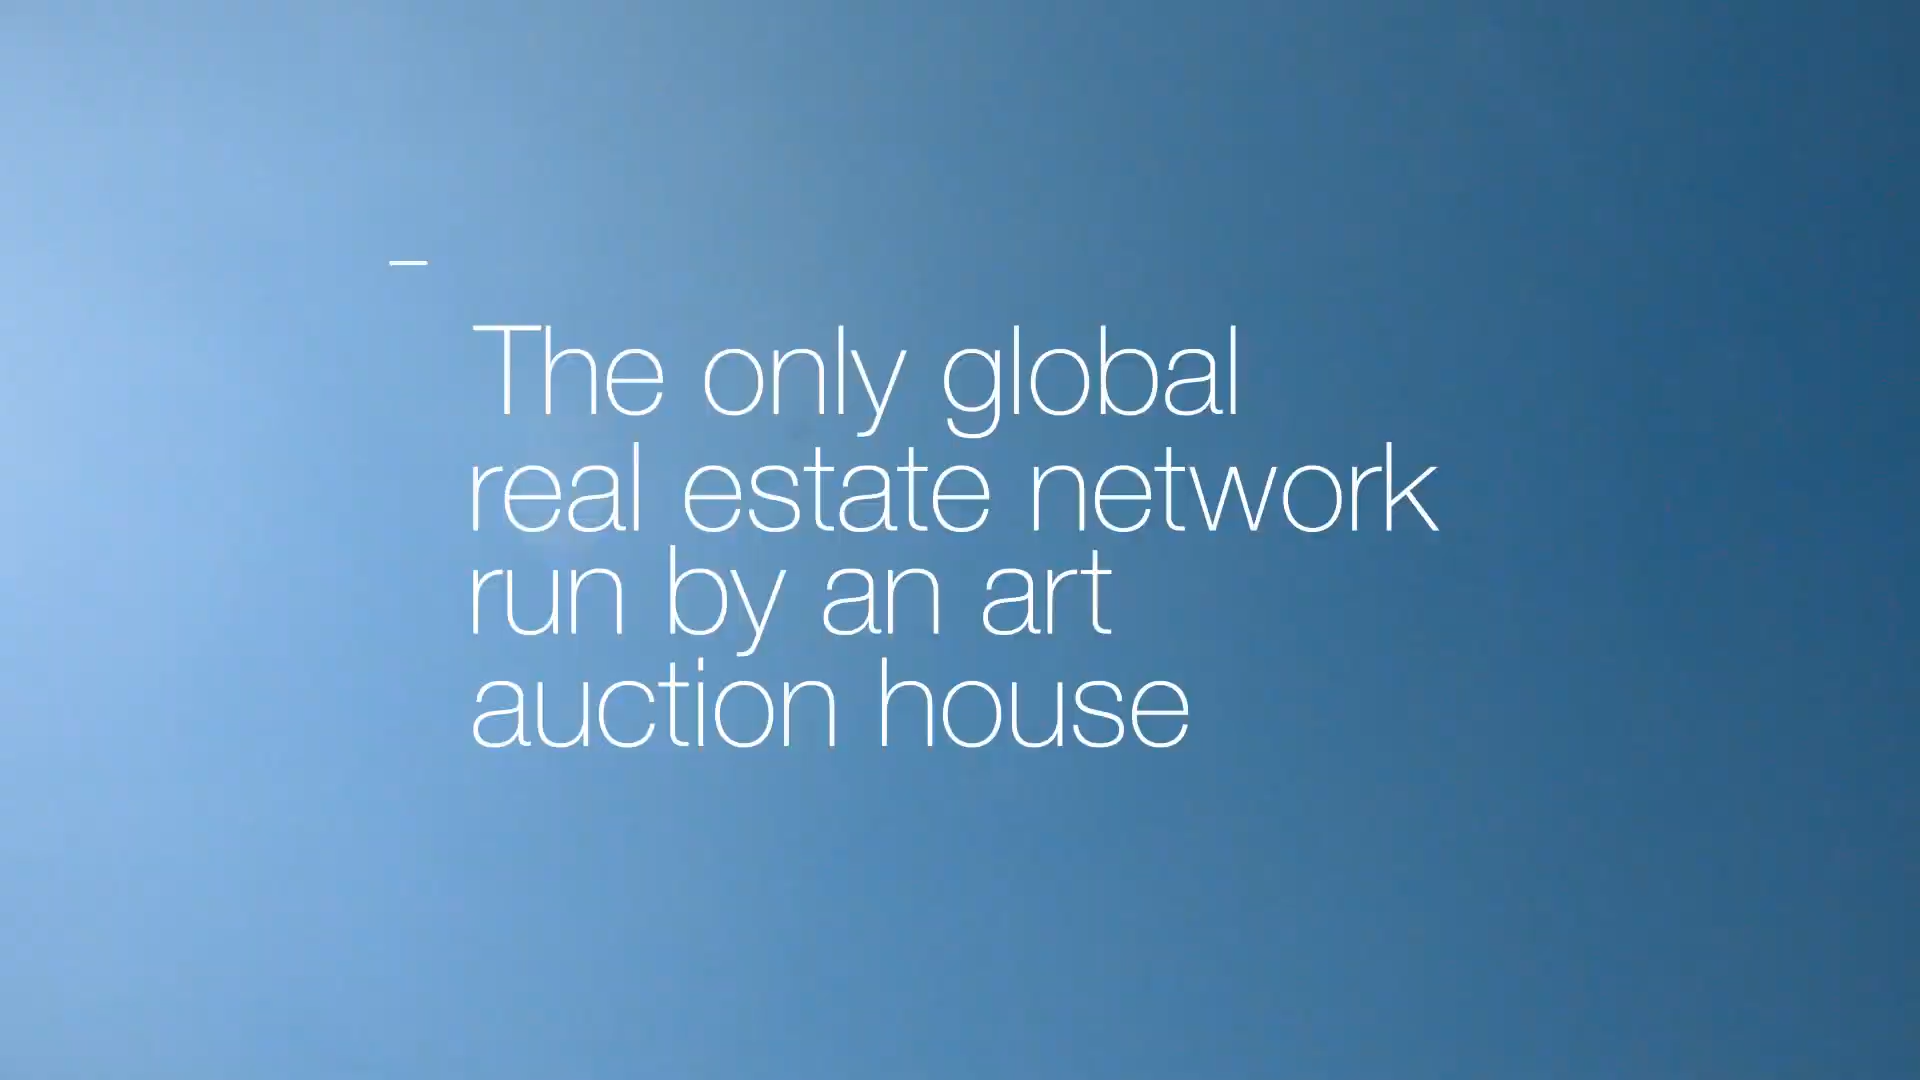 The only global
real estate network
run by an art
auction house